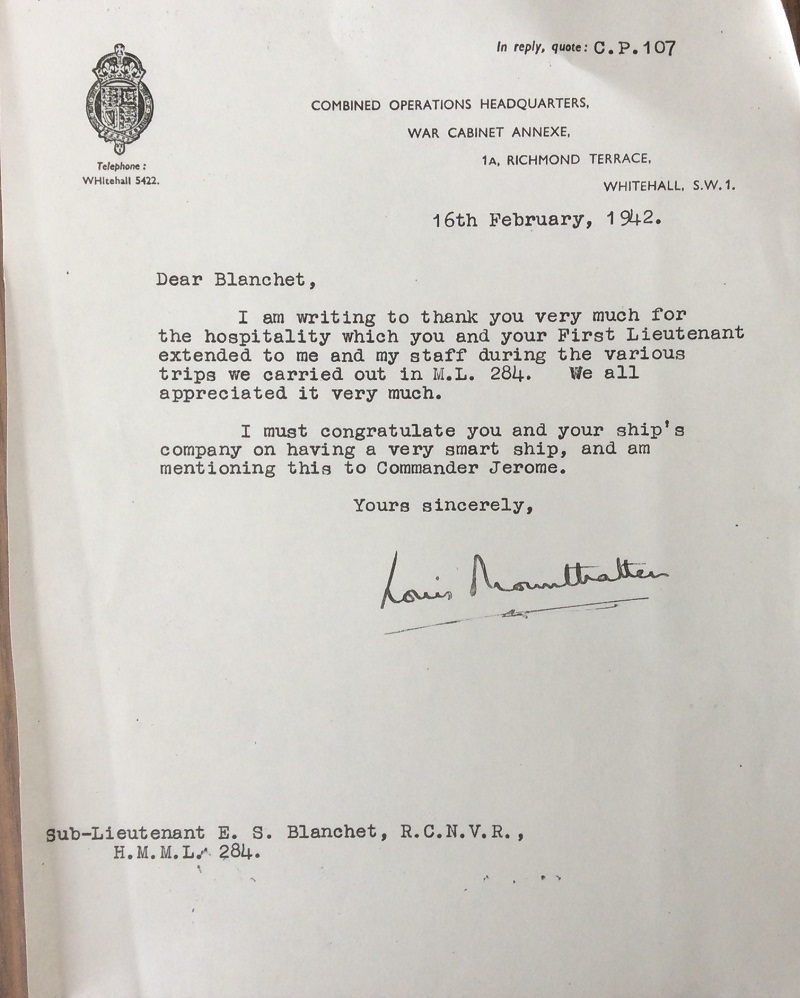 In reply, quote: C.P.107
COMBINED OPERATIONS HEADQUARTERS,
WAR CABINET ANNEXE,
1A, RICHMOND TERRACE,
WHITEHALL, S.W.1.
Telephone:
WHItehall 5422.
16th February, 1942.
Dear Blanchet,
I am writing to thank you very much for
the hospitality which you and your First Lieutenant
extended to me and my staff during the various
trips we carried out in M.L. 284. We all
appreciated it very much.
I must congratulate you and your ship's
company on having a very smart ship, and am
mentioning this to Commander Jerome.
Yours sincerely,
Louis Mountbatten
Sub-Lieutenant E. S. Blanchet, R.C.N.V.R.,
H.M.M.L. 284.